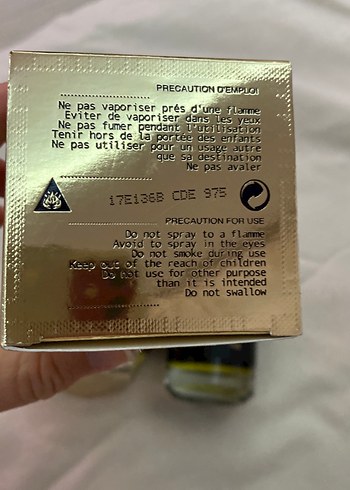 PRECAUTION D'EMPLOI
Ne pas vaporiser prés d'une flamme
Eviter de vaporiser dans les yeux
Ne pas fumer pendant l'utilisation
Tenir hors de la portée des enfants
Ne pas utiliser pour un usage autre
que sa destination
Ne pas avaler
17E136B CDE 975
PRECAUTION FOR USE
Do not spray to a flame
Avoid to spray in the eyes
Do not smoke during use
Keep out of the reach of children
Do not use for other purpose
than it is intended
Do not swallow